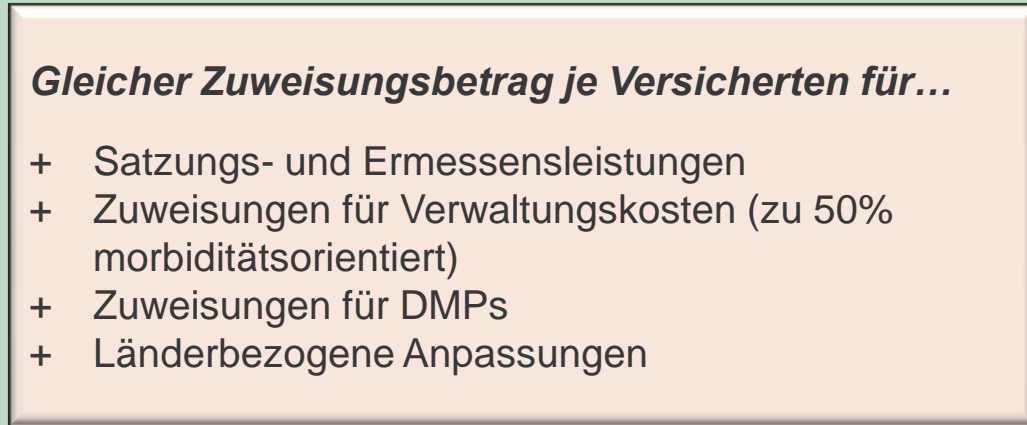 Gleicher Zuweisungsbetrag je Versicherten für…
+ Satzungs- und Ermessensleistungen
+ Zuweisungen für Verwaltungskosten (zu 50%
morbiditätsorientiert)
+ Zuweisungen für DMPs
+ Länderbezogene Anpassungen